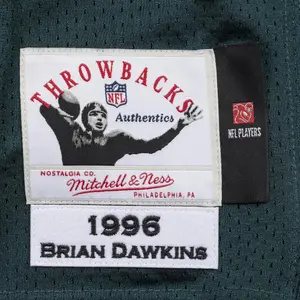 THROWBACKS
NFL
Authentics
NFL PLAYERS
NOSTALGIA CO.
Mitchell & Ness
PHILADELPHIA, PA
1996
BRIAN DAWKINS